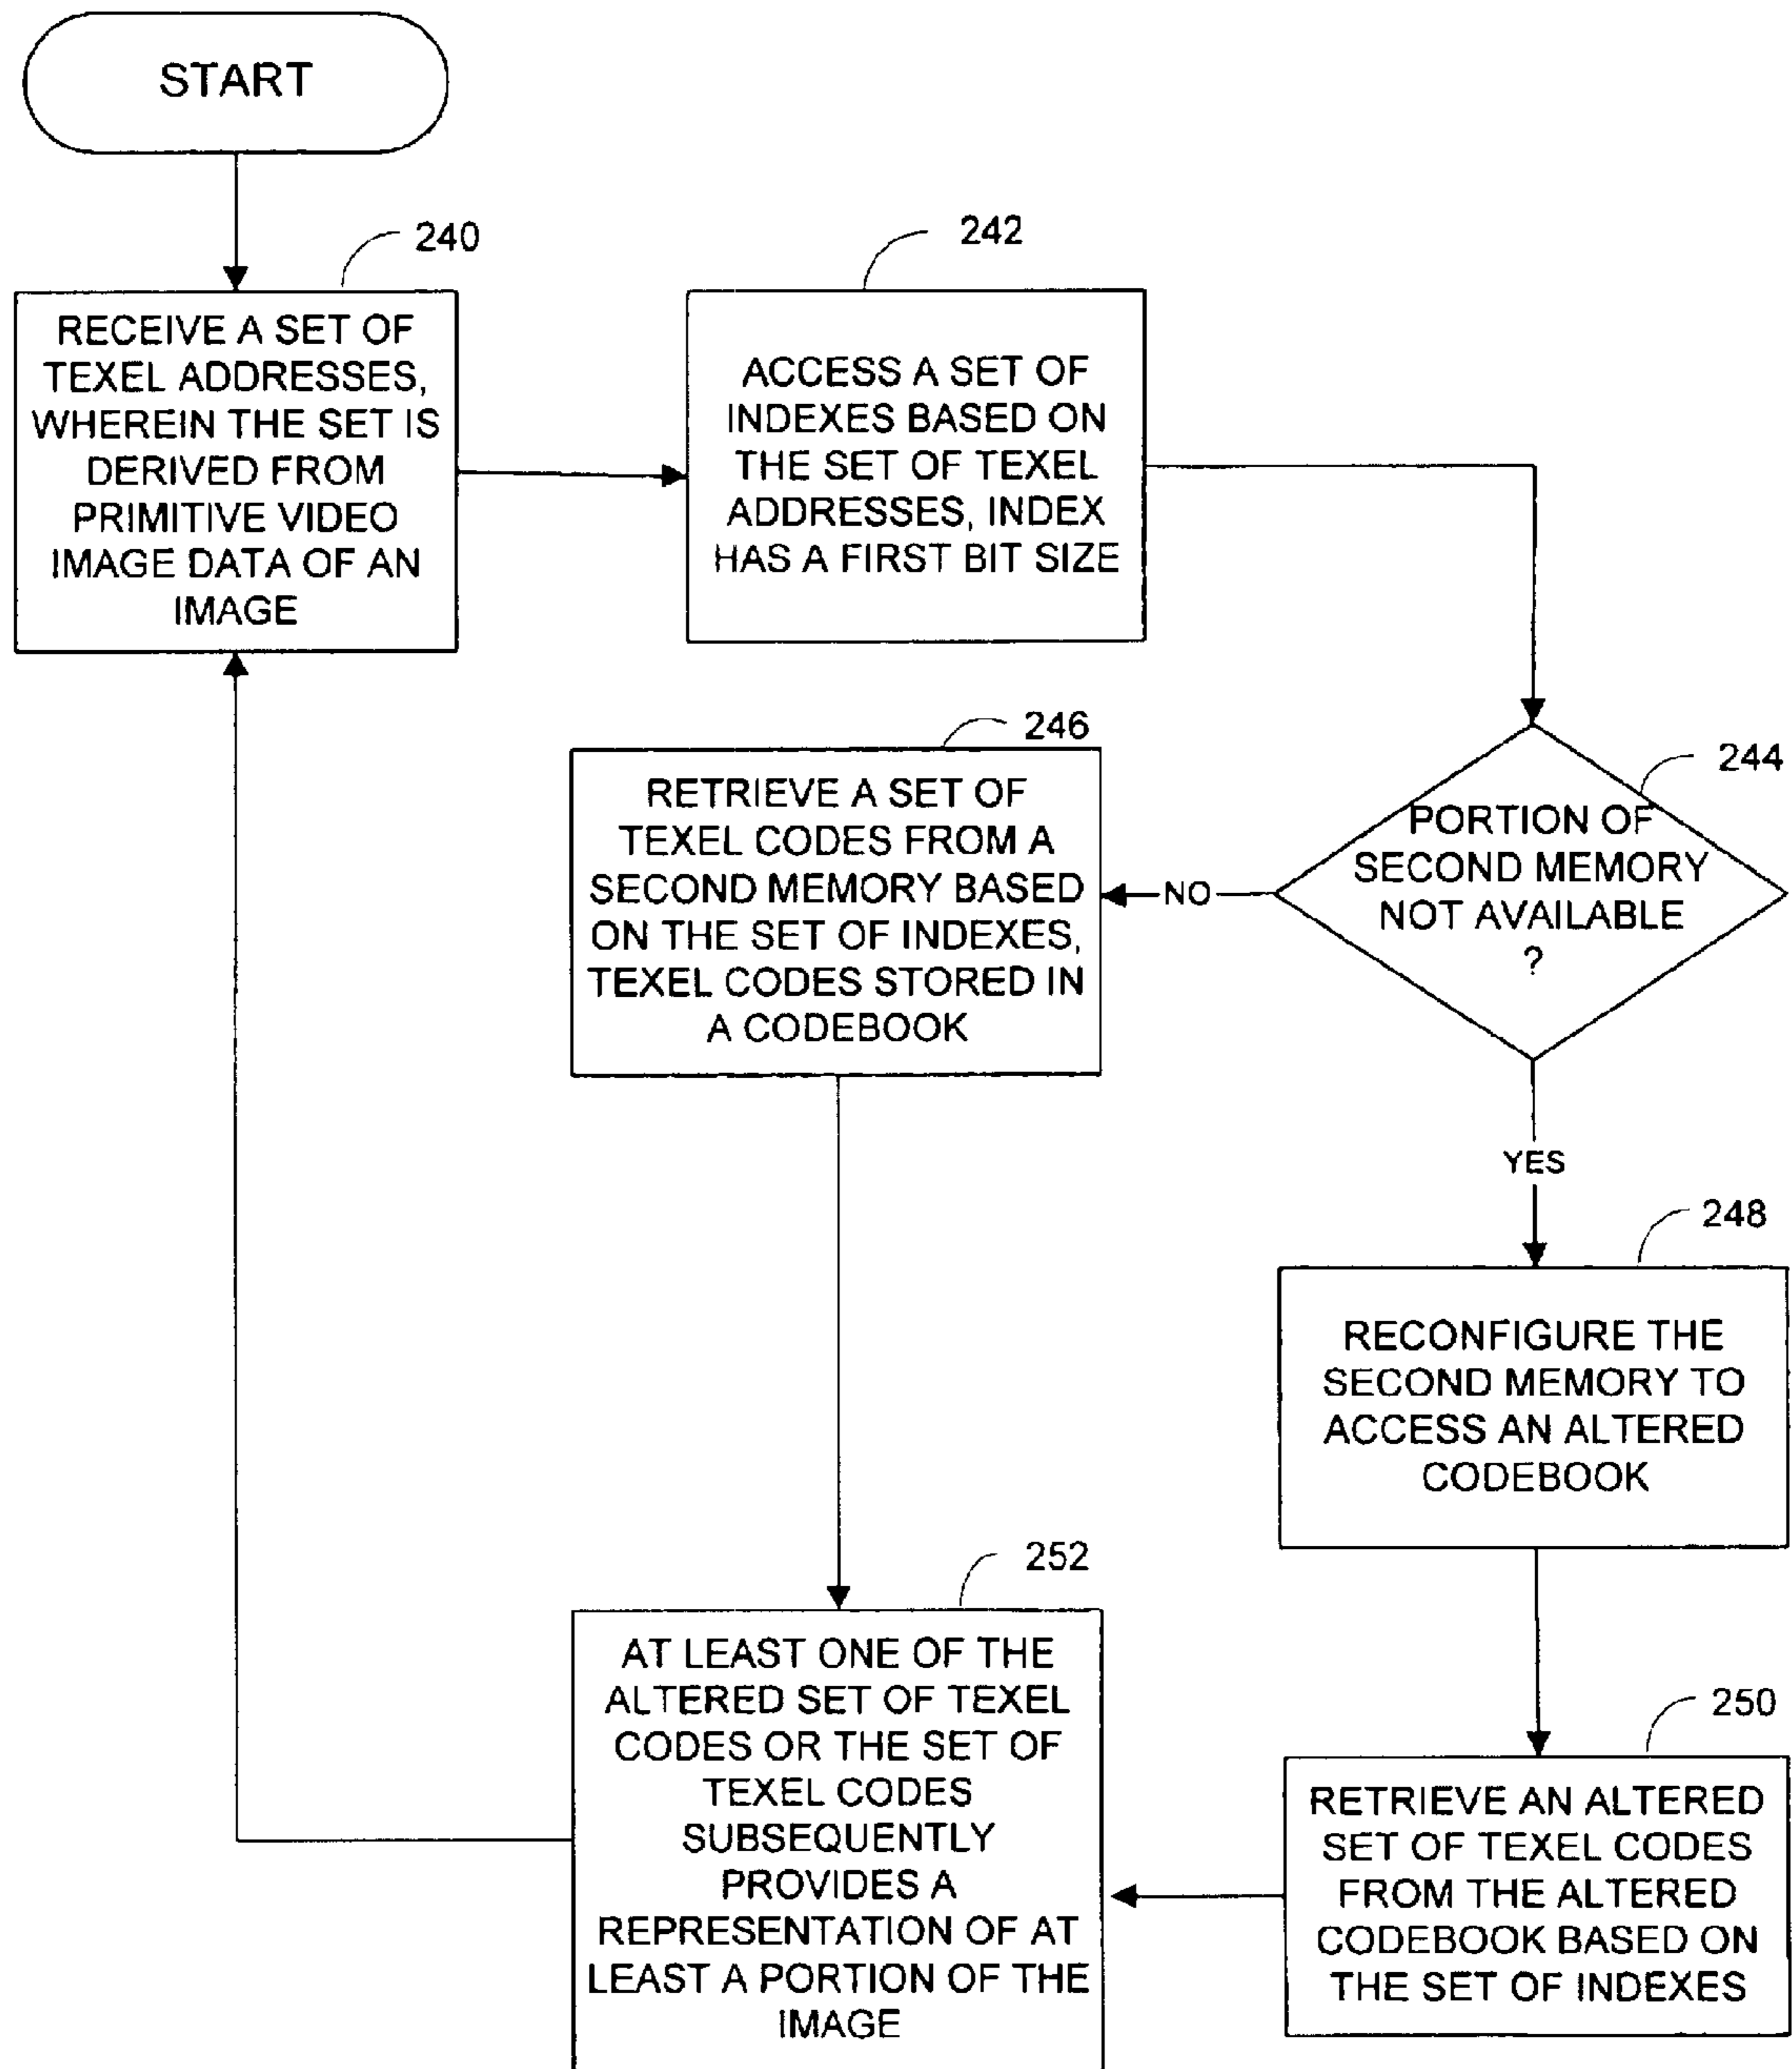 START
240
RECEIVE A SET OF
TEXEL ADDRESSES,
WHEREIN THE SET IS
DERIVED FROM
PRIMITIVE VIDEO
IMAGE DATA OF AN
IMAGE
242
ACCESS A SET OF
INDEXES BASED ON
THE SET OF TEXEL
ADDRESSES, INDEX
HAS A FIRST BIT SIZE
244
PORTION OF
SECOND MEMORY
NOT AVAILABLE
?
NO
246
RETRIEVE A SET OF
TEXEL CODES FROM A
SECOND MEMORY BASED
ON THE SET OF INDEXES,
TEXEL CODES STORED IN
A CODEBOOK
YES
248
RECONFIGURE THE
SECOND MEMORY TO
ACCESS AN ALTERED
CODEBOOK
250
RETRIEVE AN ALTERED
SET OF TEXEL CODES
FROM THE ALTERED
CODEBOOK BASED ON
THE SET OF INDEXES
252
AT LEAST ONE OF THE
ALTERED SET OF TEXEL
CODES OR THE SET OF
TEXEL CODES
SUBSEQUENTLY
PROVIDES A
REPRESENTATION OF AT
LEAST A PORTION OF THE
IMAGE